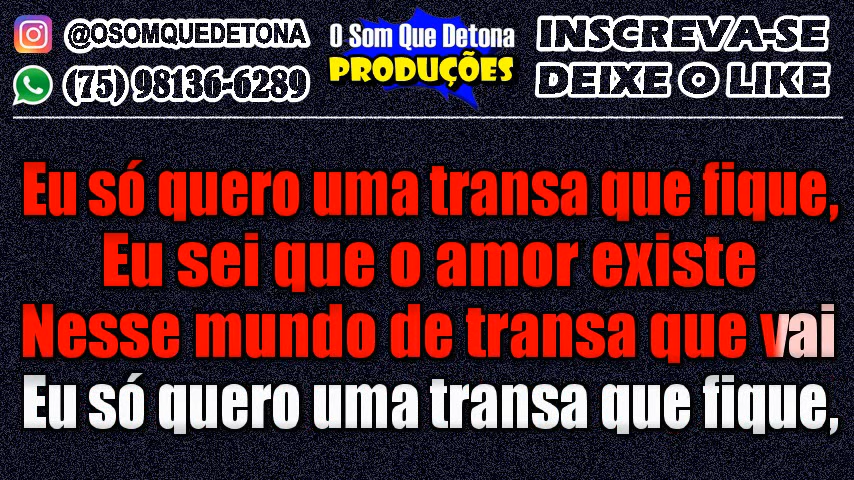 @OSOMQUEDETONA
(75) 98136-6289
O Som Que Detona
PRODUÇÕES
INSCREVA-SE
DEIXE O LIKE
Eu só quero uma transa que fique,
Eu sei que o amor existe
Nesse mundo de transa que vai
Eu só quero uma transa que fique,